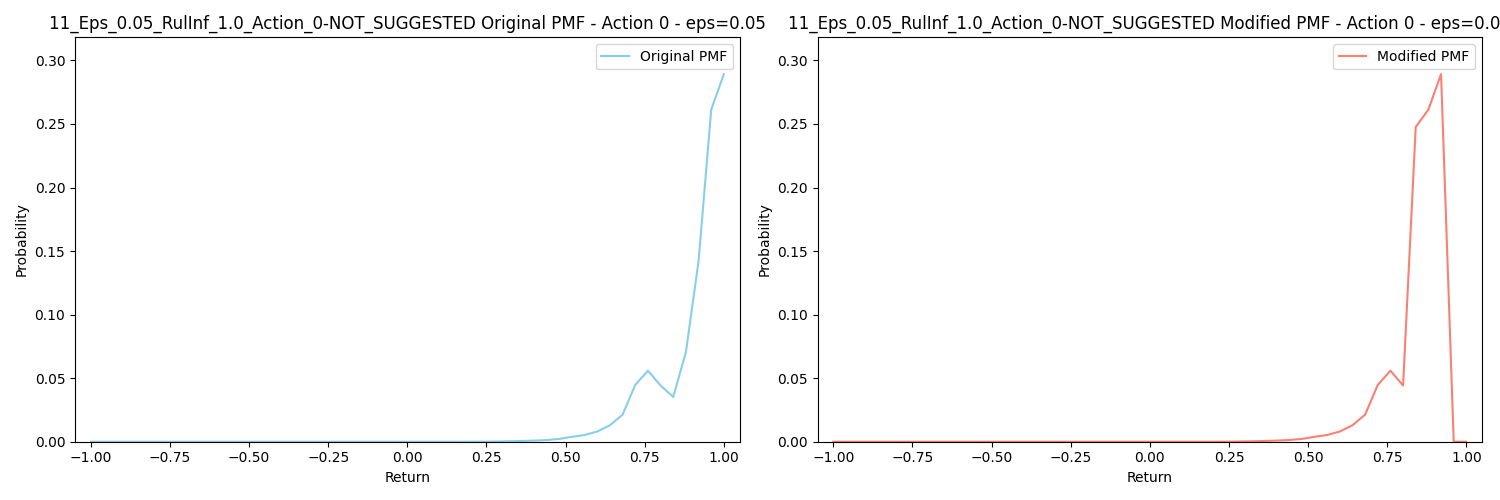 11_Eps_0.05_RulInf_1.0_Action_0-NOT_SUGGESTED Original PMF - Action 0 - eps=0.05
Original PMF
0.30
0.25
0.20
0.15
0.10
0.05
0.00
Probability
−1.00 −0.75 −0.50 −0.25 0.00 0.25 0.50 0.75 1.00
Return
11_Eps_0.05_RulInf_1.0_Action_0-NOT_SUGGESTED Modified PMF - Action 0 - eps=0.0
Modified PMF
0.30
0.25
0.20
0.15
0.10
0.05
0.00
Probability
−1.00 −0.75 −0.50 −0.25 0.00 0.25 0.50 0.75 1.00
Return